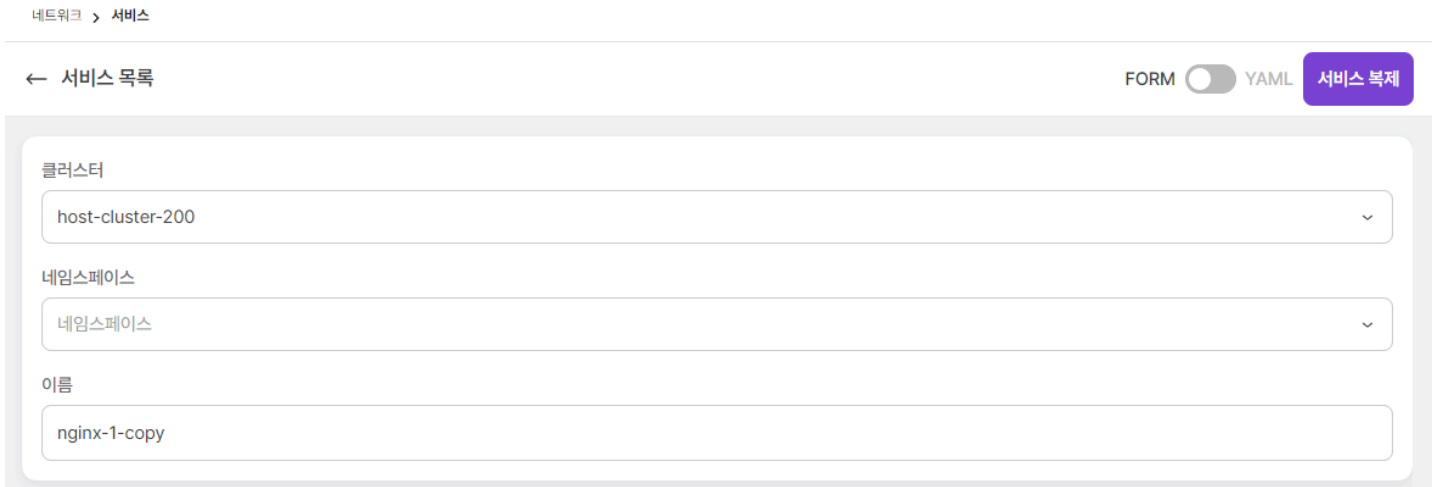 네트워크 > 서비스
← 서비스 목록 FORM YAML 서비스 복제
클러스터
host-cluster-200
네임스페이스
네임스페이스
이름
nginx-1-copy